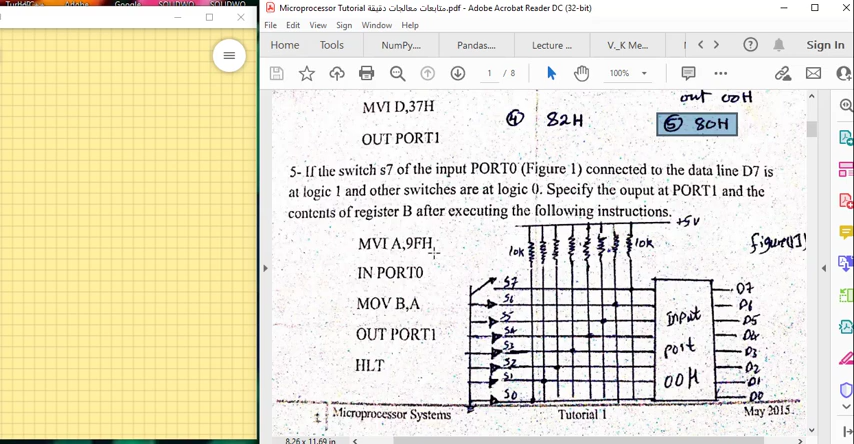 Microprocessor Tutorial متابعات معالجات دقيقة.pdf - Adobe Acrobat Reader DC (32-bit)
File Edit View Sign Window Help
Home Tools NumPy.... Pandas.... Lecture ... V._K Me... Sign In
1 / 8 100%
MVI D,37H
OUT PORT1
④ 82H
out 00H
⑤ 80H
5- If the switch s7 of the input PORT0 (Figure 1) connected to the data line D7 is
at logic 1 and other switches are at logic 0. Specify the ouput at PORT1 and the
contents of register B after executing the following instructions.
MVI A,9FH
IN PORT0
MOV B,A
OUT PORT1
HLT
+5V
10K
10K
figure(1)
S7
S6
S5
S4
S3
S2
S1
S0
Input
port
00H
D7
D6
D5
D4
D3
D2
D1
D0
1 Microprocessor Systems Tutorial 1 May 2015
8.26 x 11.69 in